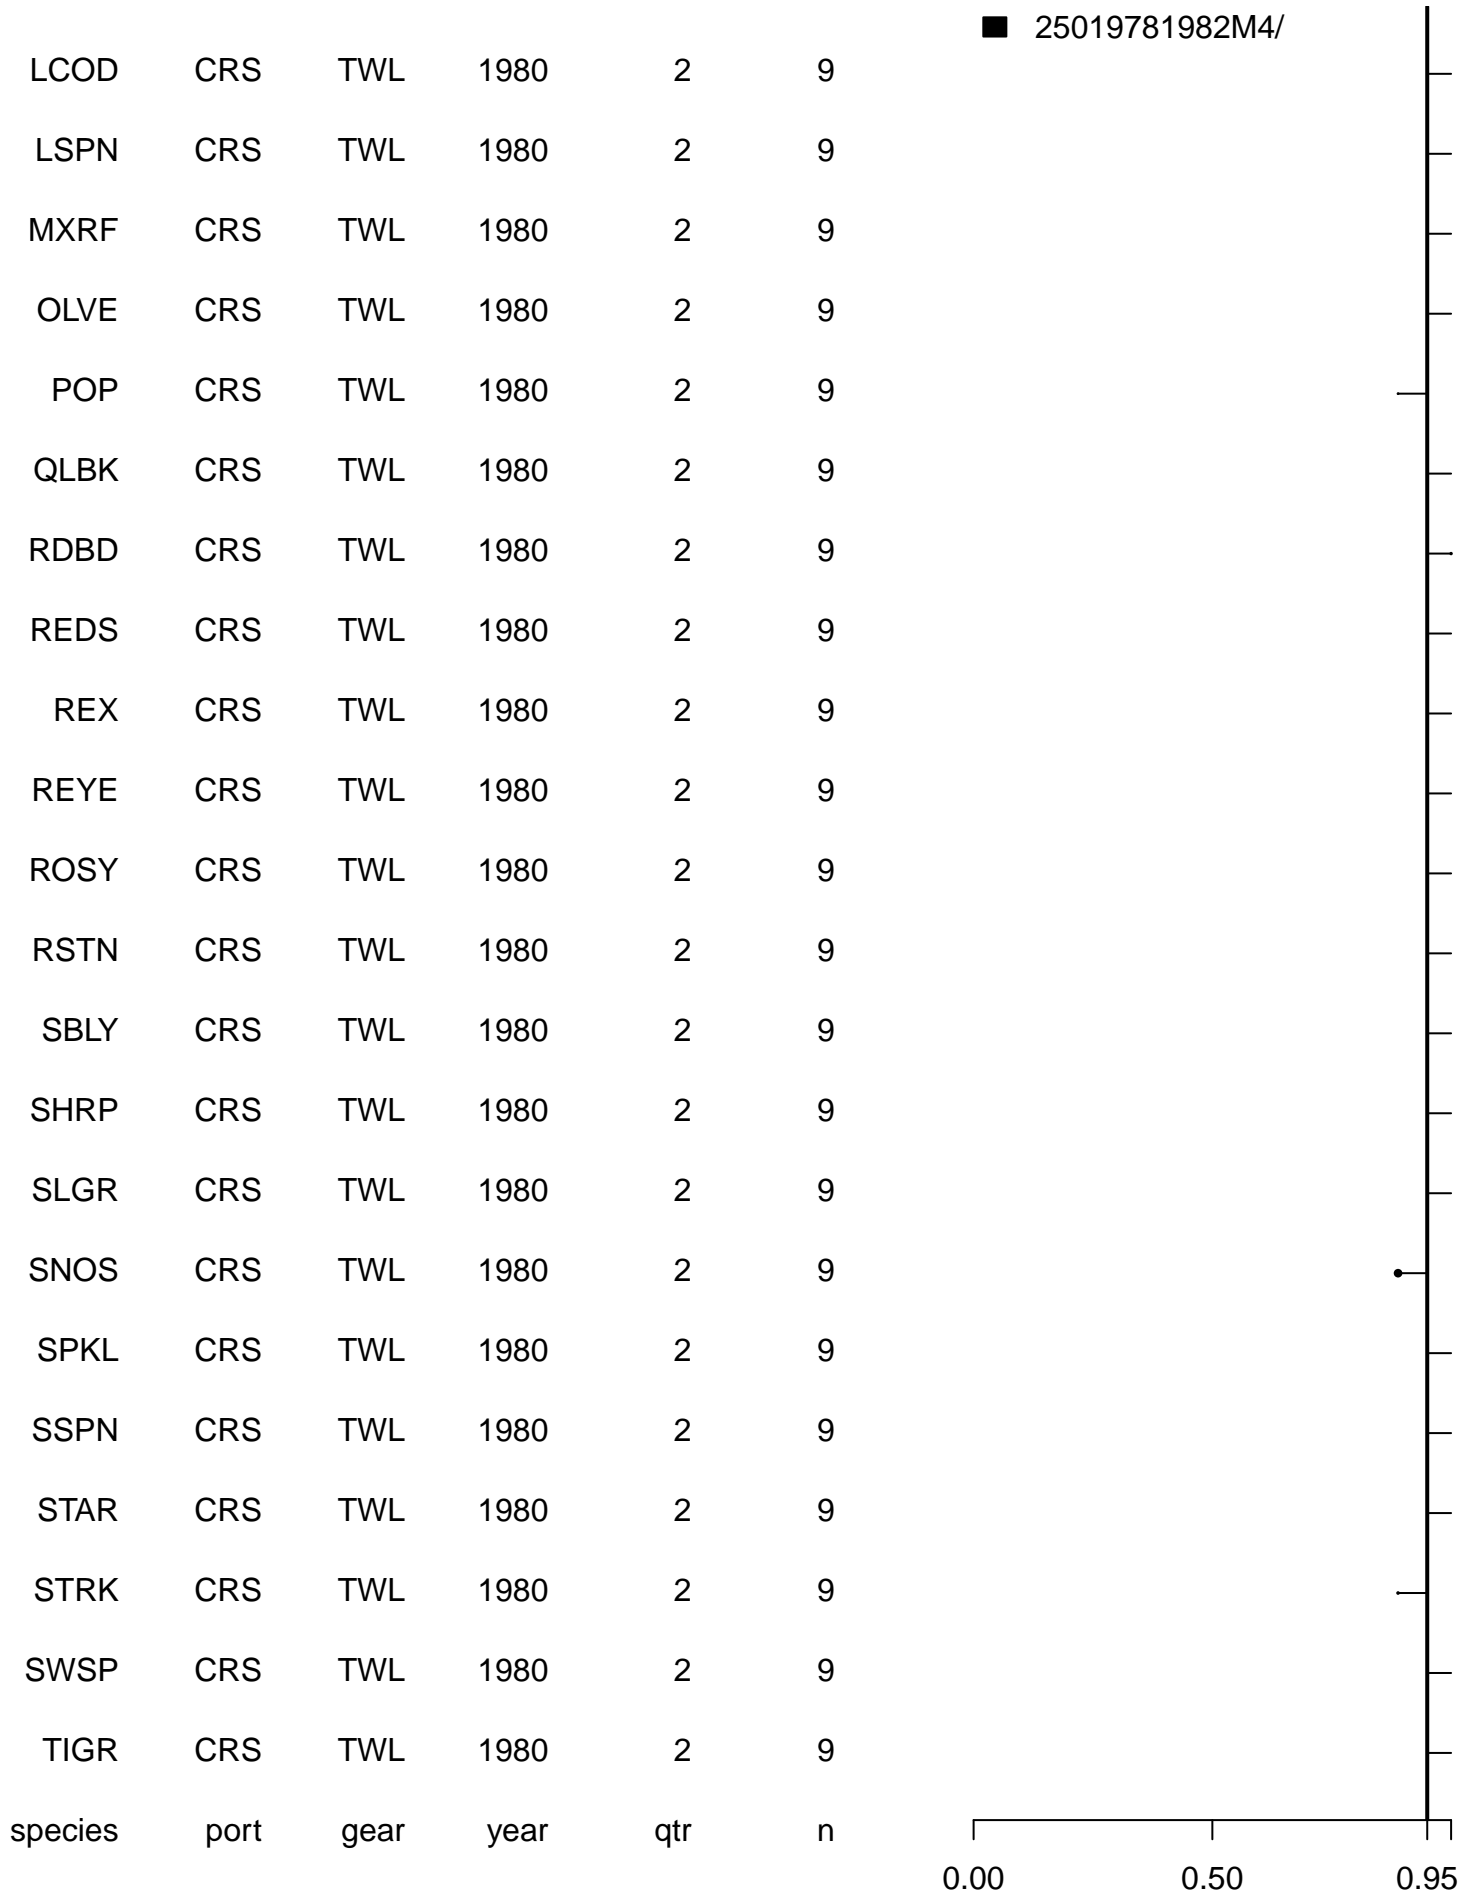 25019781982M4/
LCOD CRS TWL 1980 2 9
LSPN CRS TWL 1980 2 9
MXRF CRS TWL 1980 2 9
OLVE CRS TWL 1980 2 9
POP CRS TWL 1980 2 9
QLBK CRS TWL 1980 2 9
RDBD CRS TWL 1980 2 9
REDS CRS TWL 1980 2 9
REX CRS TWL 1980 2 9
REYE CRS TWL 1980 2 9
ROSY CRS TWL 1980 2 9
RSTN CRS TWL 1980 2 9
SBLY CRS TWL 1980 2 9
SHRP CRS TWL 1980 2 9
SLGR CRS TWL 1980 2 9
SNOS CRS TWL 1980 2 9
SPKL CRS TWL 1980 2 9
SSPN CRS TWL 1980 2 9
STAR CRS TWL 1980 2 9
STRK CRS TWL 1980 2 9
SWSP CRS TWL 1980 2 9
TIGR CRS TWL 1980 2 9
species port gear year qtr n
0.00 0.50 0.95